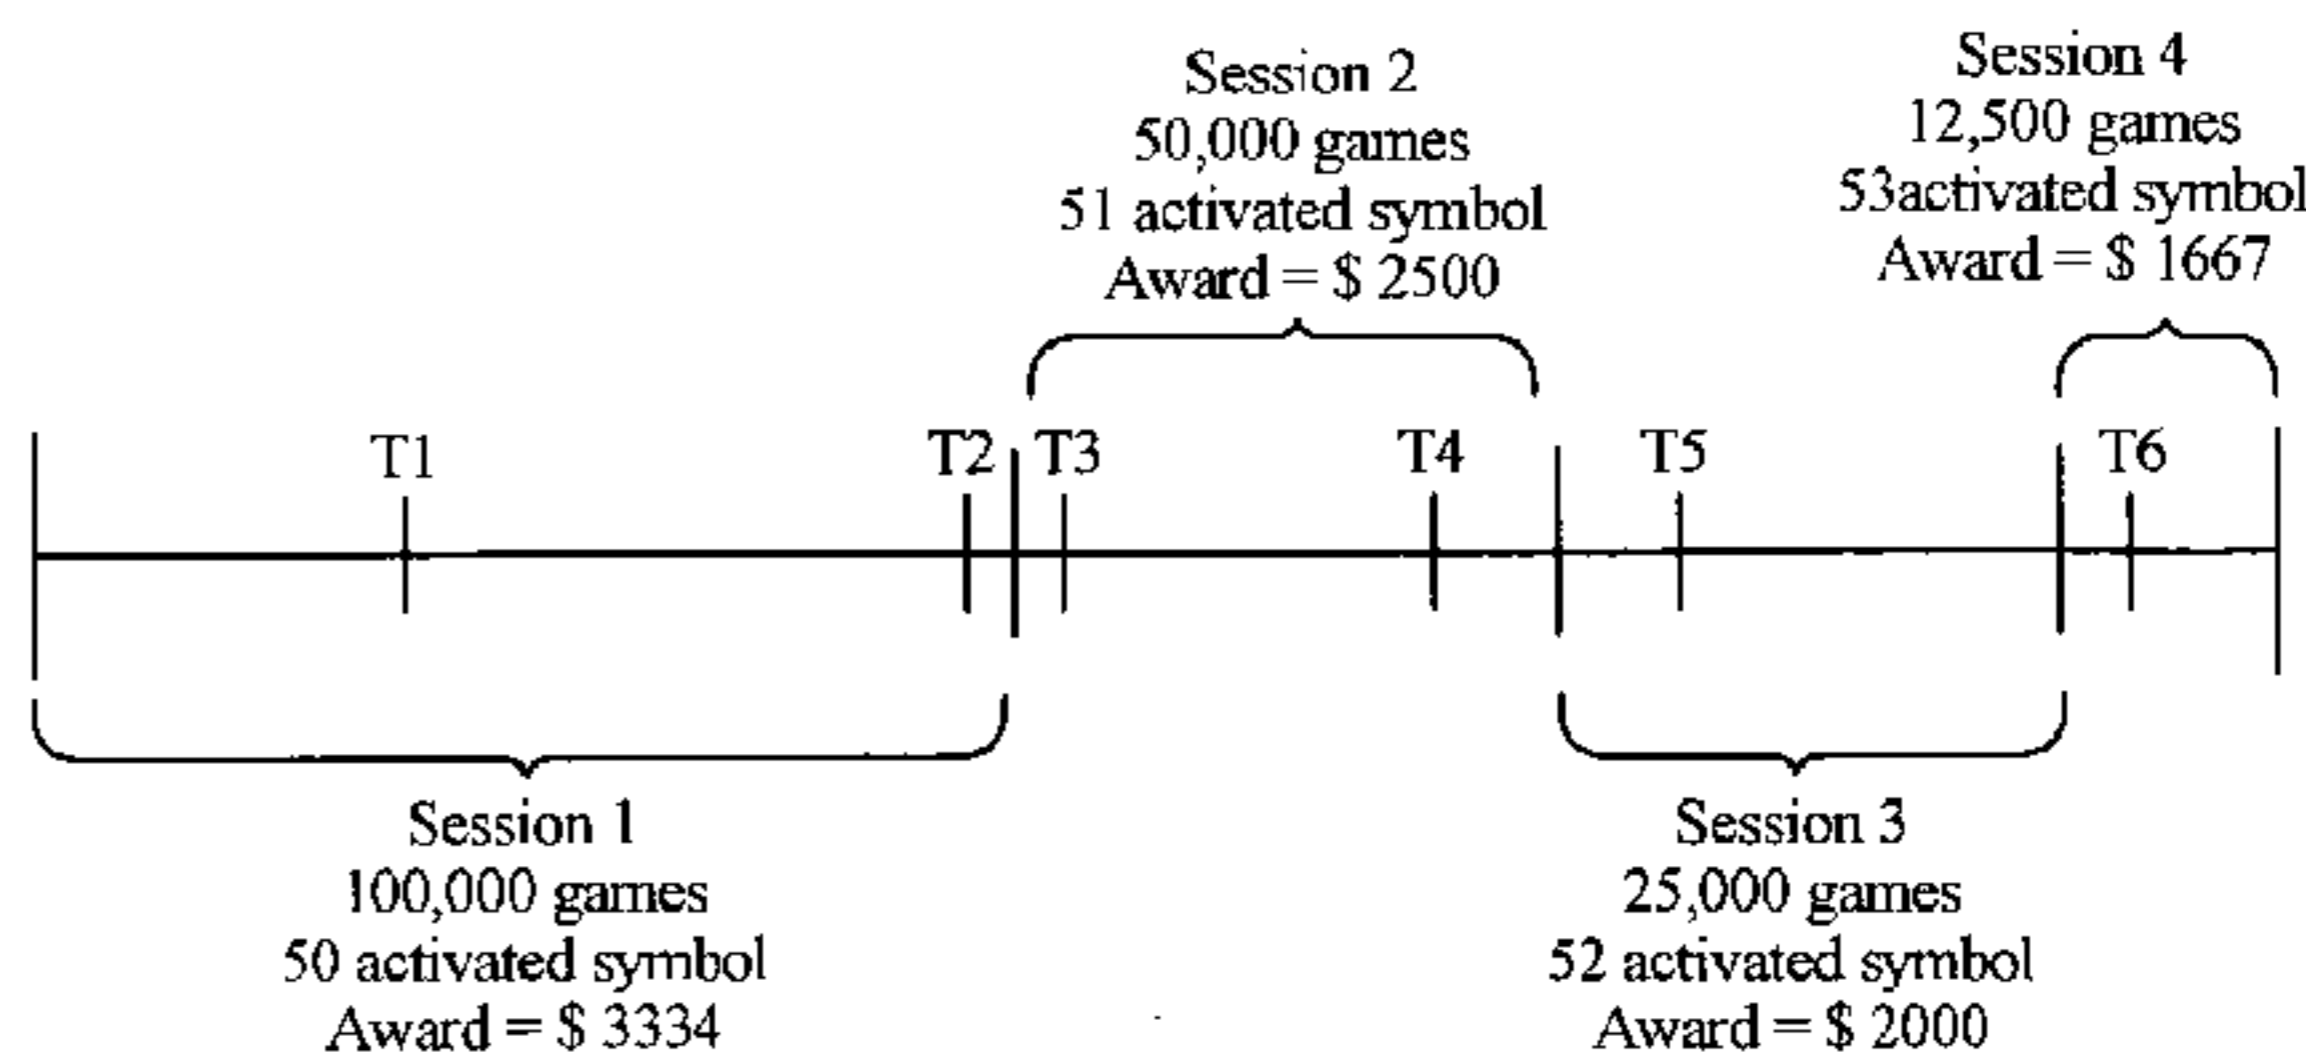 Session 2
50,000 games
51 activated symbol
Award = $ 2500
Session 4
12,500 games
53activated symbol
Award = $ 1667
T1
T2
T3
T4
T5
T6
Session 1
100,000 games
50 activated symbol
Award = $ 3334
Session 3
25,000 games
52 activated symbol
Award = $ 2000